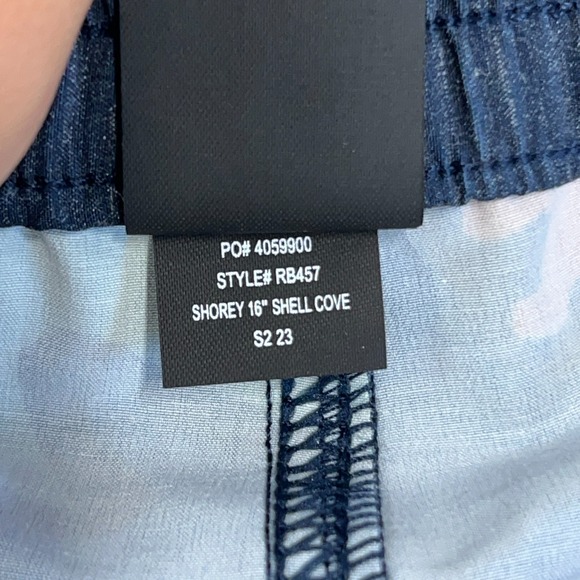 PO# 4059900
STYLE# RB457
SHOREY 16" SHELL COVE
S2 23